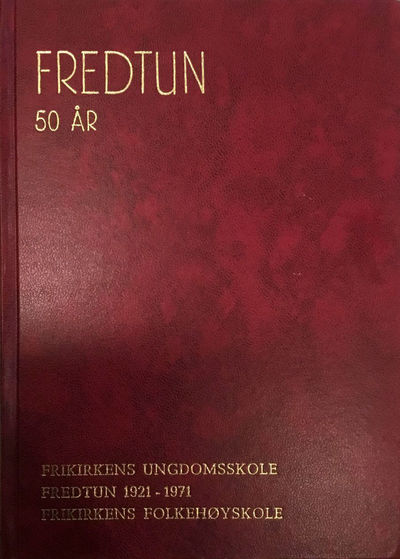 FREDTUN
50 ÅR
FRIKIRKENS UNGDOMSSKOLE
FREDTUN 1921 - 1971
FRIKIRKENS FOLKEHØYSKOLE